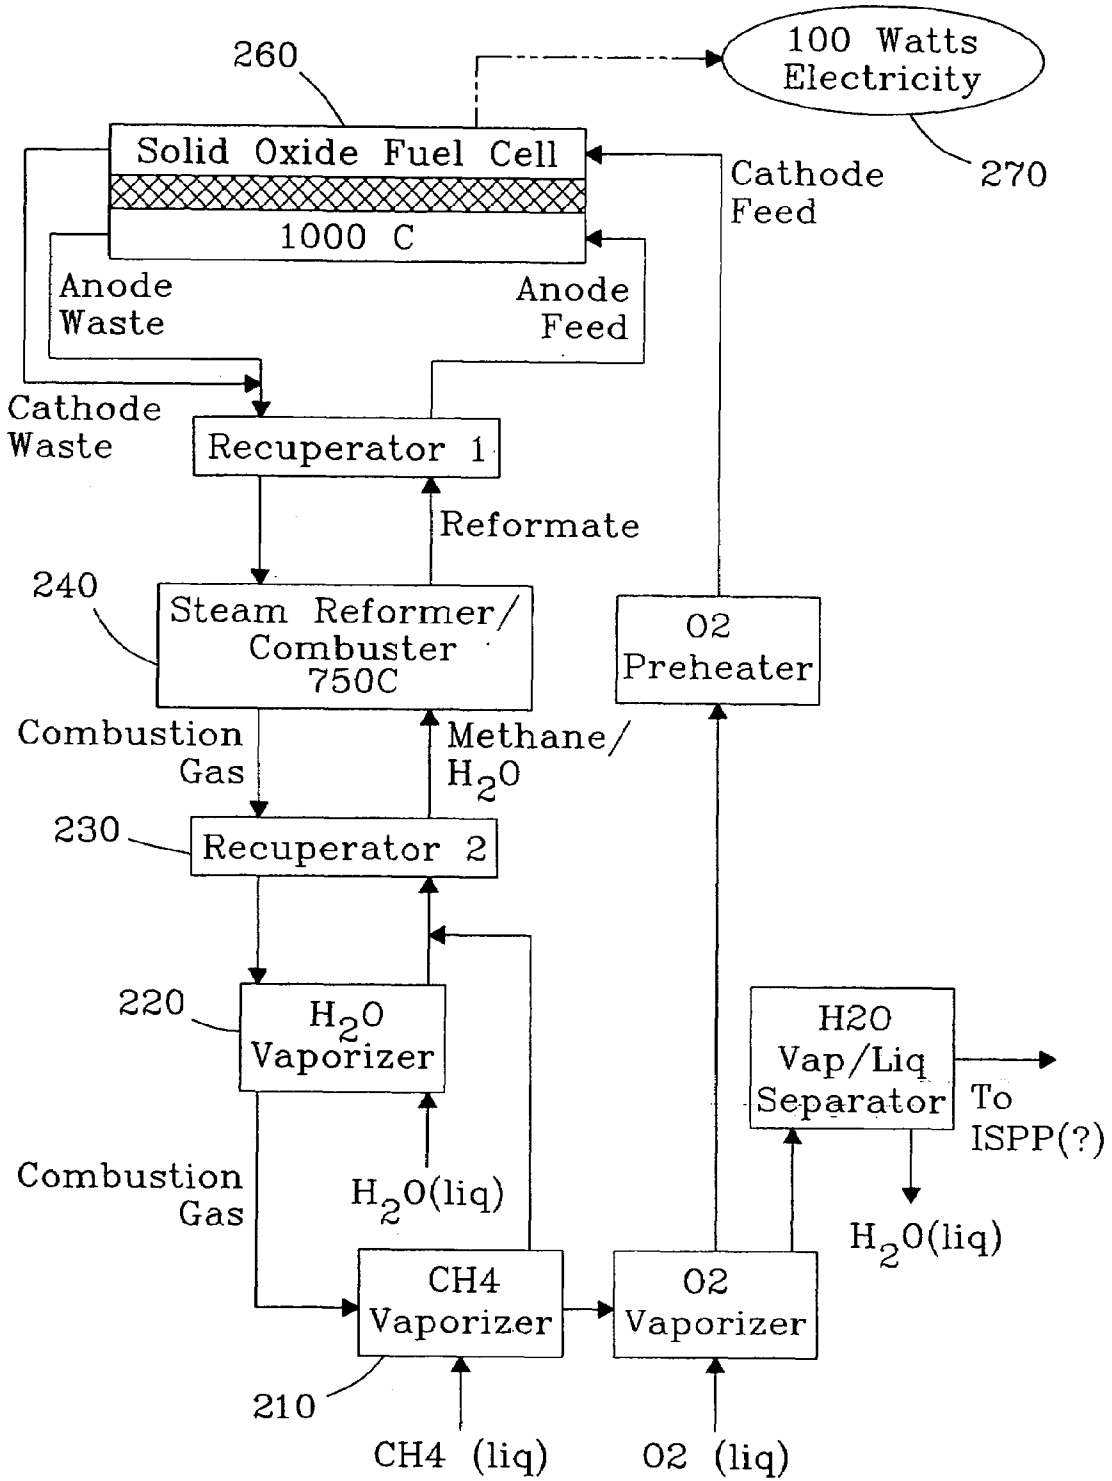 260
100 Watts
Electricity
270
Solid Oxide Fuel Cell
1000 C
Cathode
Feed
Anode
Waste
Anode
Feed
Cathode
Waste
Recuperator 1
Reformate
240
Steam Reformer/
Combuster
750C
O2
Preheater
Combustion
Gas
Methane/
H2O
230
Recuperator 2
220
H2O
Vaporizer
H2O
Vap/Liq
Separator
To
ISPP(?)
Combustion
Gas
H2O(liq)
H2O(liq)
CH4
Vaporizer
O2
Vaporizer
210
CH4 (liq)
O2 (liq)